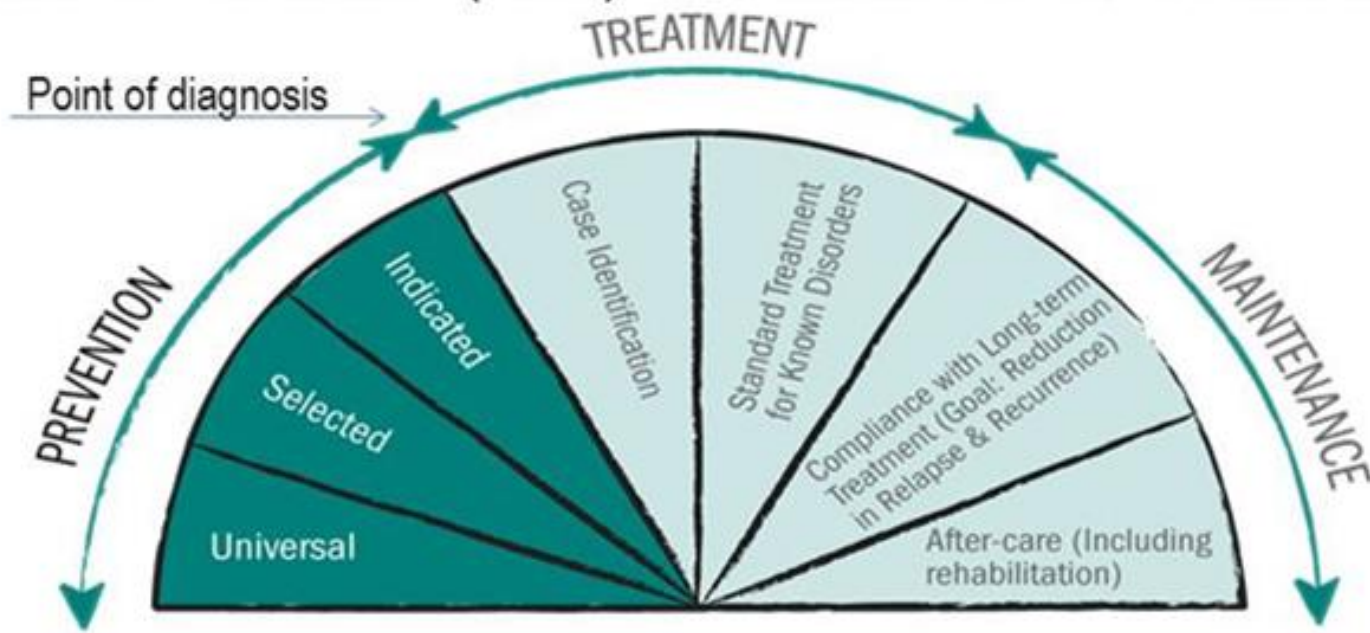 TREATMENT
Point of diagnosis
PREVENTION
MAINTENANCE
Universal
Selected
Indicated
Case Identification
Standard Treatment
for Known Disorders
Compliance with Long-term
Treatment (Goal: Reduction
in Relapse & Recurrence)
After-care (Including
rehabilitation)